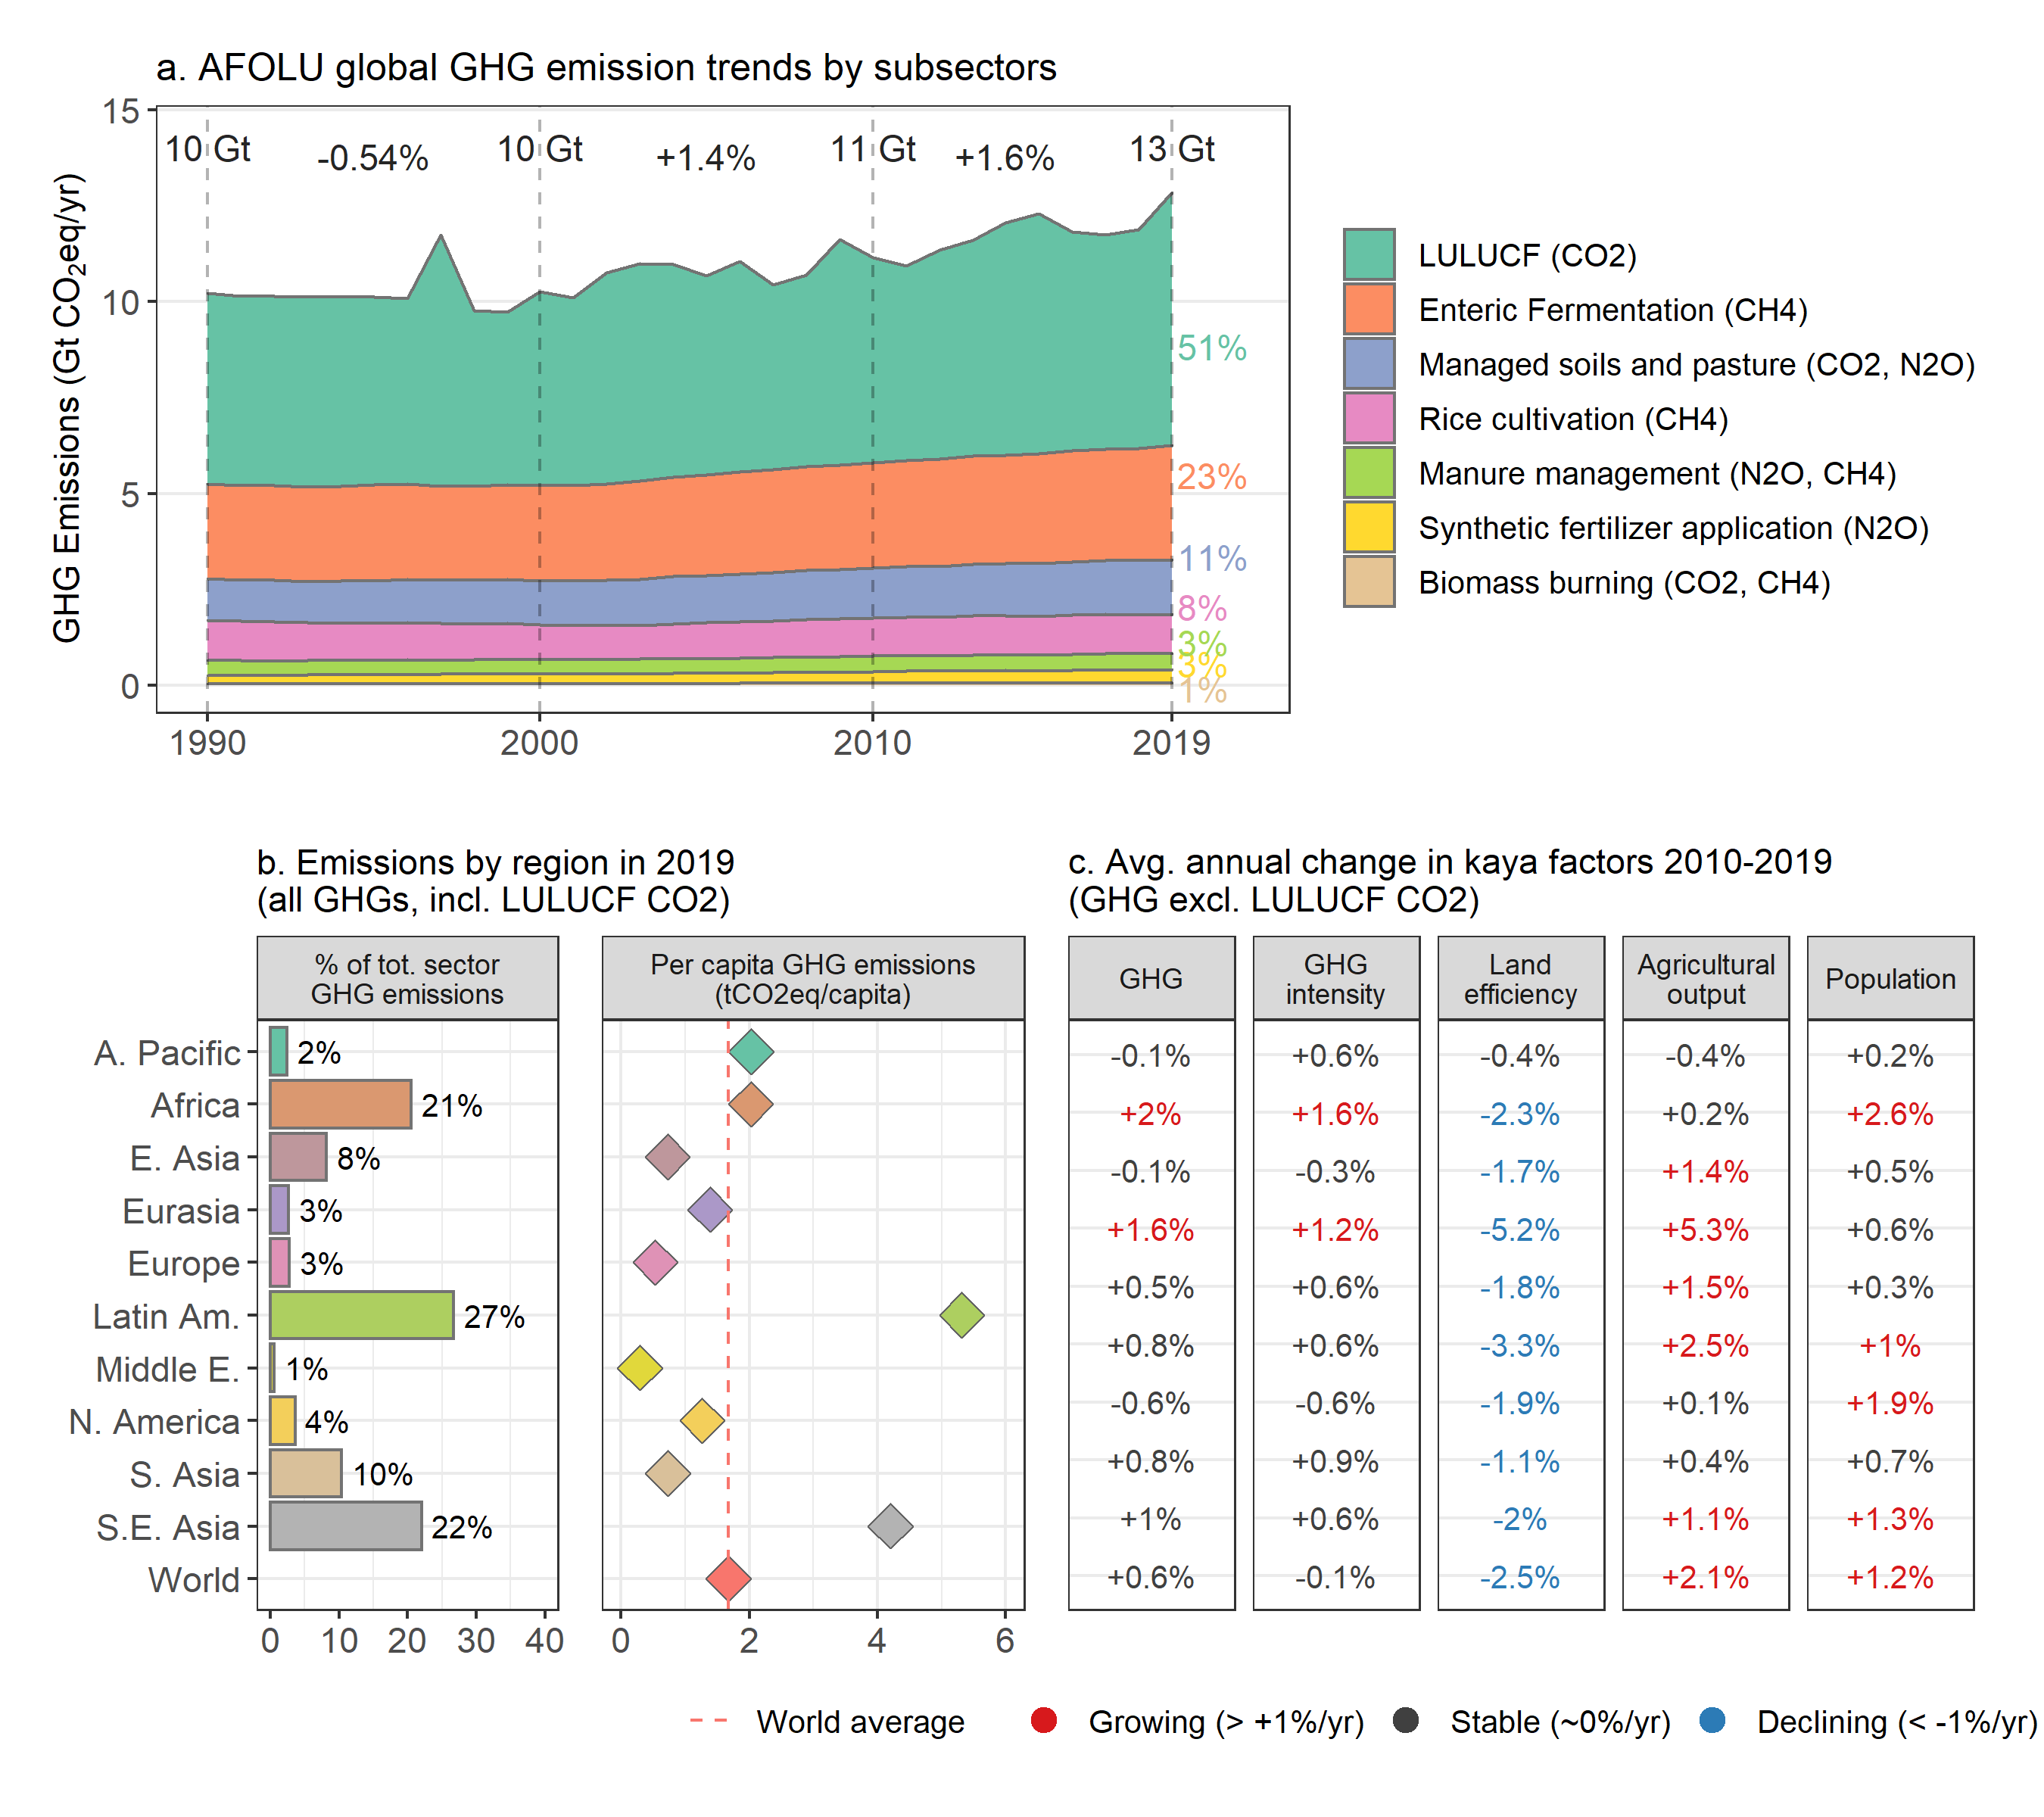 a. AFOLU global GHG emission trends by subsectors
GHG Emissions (Gt CO₂eq/yr)
15
10
5
0
10 Gt -0.54% 10 Gt +1.4% 11 Gt +1.6% 13 Gt
51%
23%
11%
8%
3%
3%
1%
1990 2000 2010 2019
LULUCF (CO2)
Enteric Fermentation (CH4)
Managed soils and pasture (CO2, N2O)
Rice cultivation (CH4)
Manure management (N2O, CH4)
Synthetic fertilizer application (N2O)
Biomass burning (CO2, CH4)
b. Emissions by region in 2019
(all GHGs, incl. LULUCF CO2)
% of tot. sector
GHG emissions
Per capita GHG emissions
(tCO2eq/capita)
A. Pacific 2%
Africa 21%
E. Asia 8%
Eurasia 3%
Europe 3%
Latin Am. 27%
Middle E. 1%
N. America 4%
S. Asia 10%
S.E. Asia 22%
World
0 10 20 30 40
0 2 4 6
c. Avg. annual change in kaya factors 2010-2019
(GHG excl. LULUCF CO2)
GHG
GHG
intensity
Land
efficiency
Agricultural
output
Population
-0.1% +0.6% -0.4% -0.4% +0.2%
+2% +1.6% -2.3% +0.2% +2.6%
-0.1% -0.3% -1.7% +1.4% +0.5%
+1.6% +1.2% -5.2% +5.3% +0.6%
+0.5% +0.6% -1.8% +1.5% +0.3%
+0.8% +0.6% -3.3% +2.5% +1%
-0.6% -0.6% -1.9% +0.1% +1.9%
+0.8% +0.9% -1.1% +0.4% +0.7%
+1% +0.6% -2% +1.1% +1.3%
+0.6% -0.1% -2.5% +2.1% +1.2%
World average
Growing (> +1%/yr)
Stable (~0%/yr)
Declining (< -1%/yr)